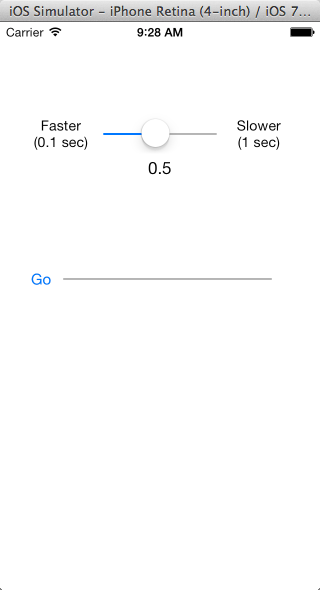 iOS Simulator – iPhone Retina (4-inch) / iOS 7...
Carrier 9:28 AM
Faster
(0.1 sec)
Slower
(1 sec)
0.5
Go